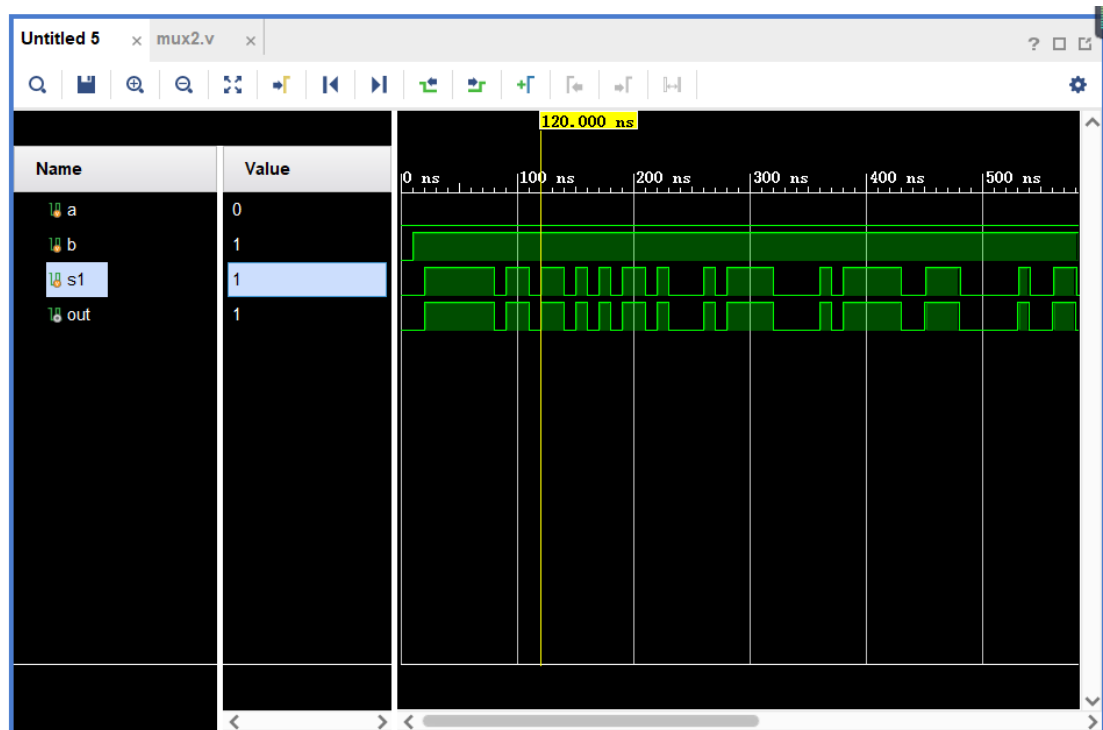 Untitled 5 × mux2.v ×
?
120.000 ns
Name Value
0 ns 100 ns 200 ns 300 ns 400 ns 500 ns
a 0
b 1
s1 1
out 1